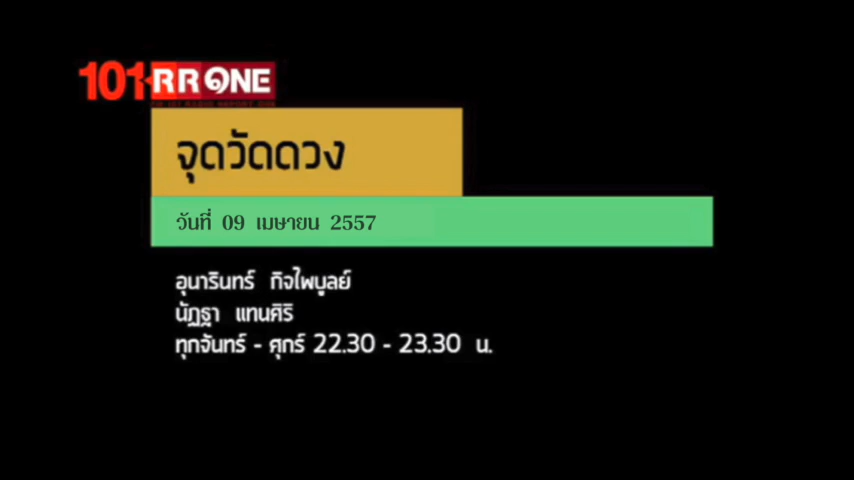 101 RR ONE
จุดวัดดวง
วันที่ 09 เมษายน 2557
อุนารินทร์ กิจไพบูลย์
นัฏฐา แทนศิริ
ทุกจันทร์ - ศุกร์ 22.30 - 23.30 น.